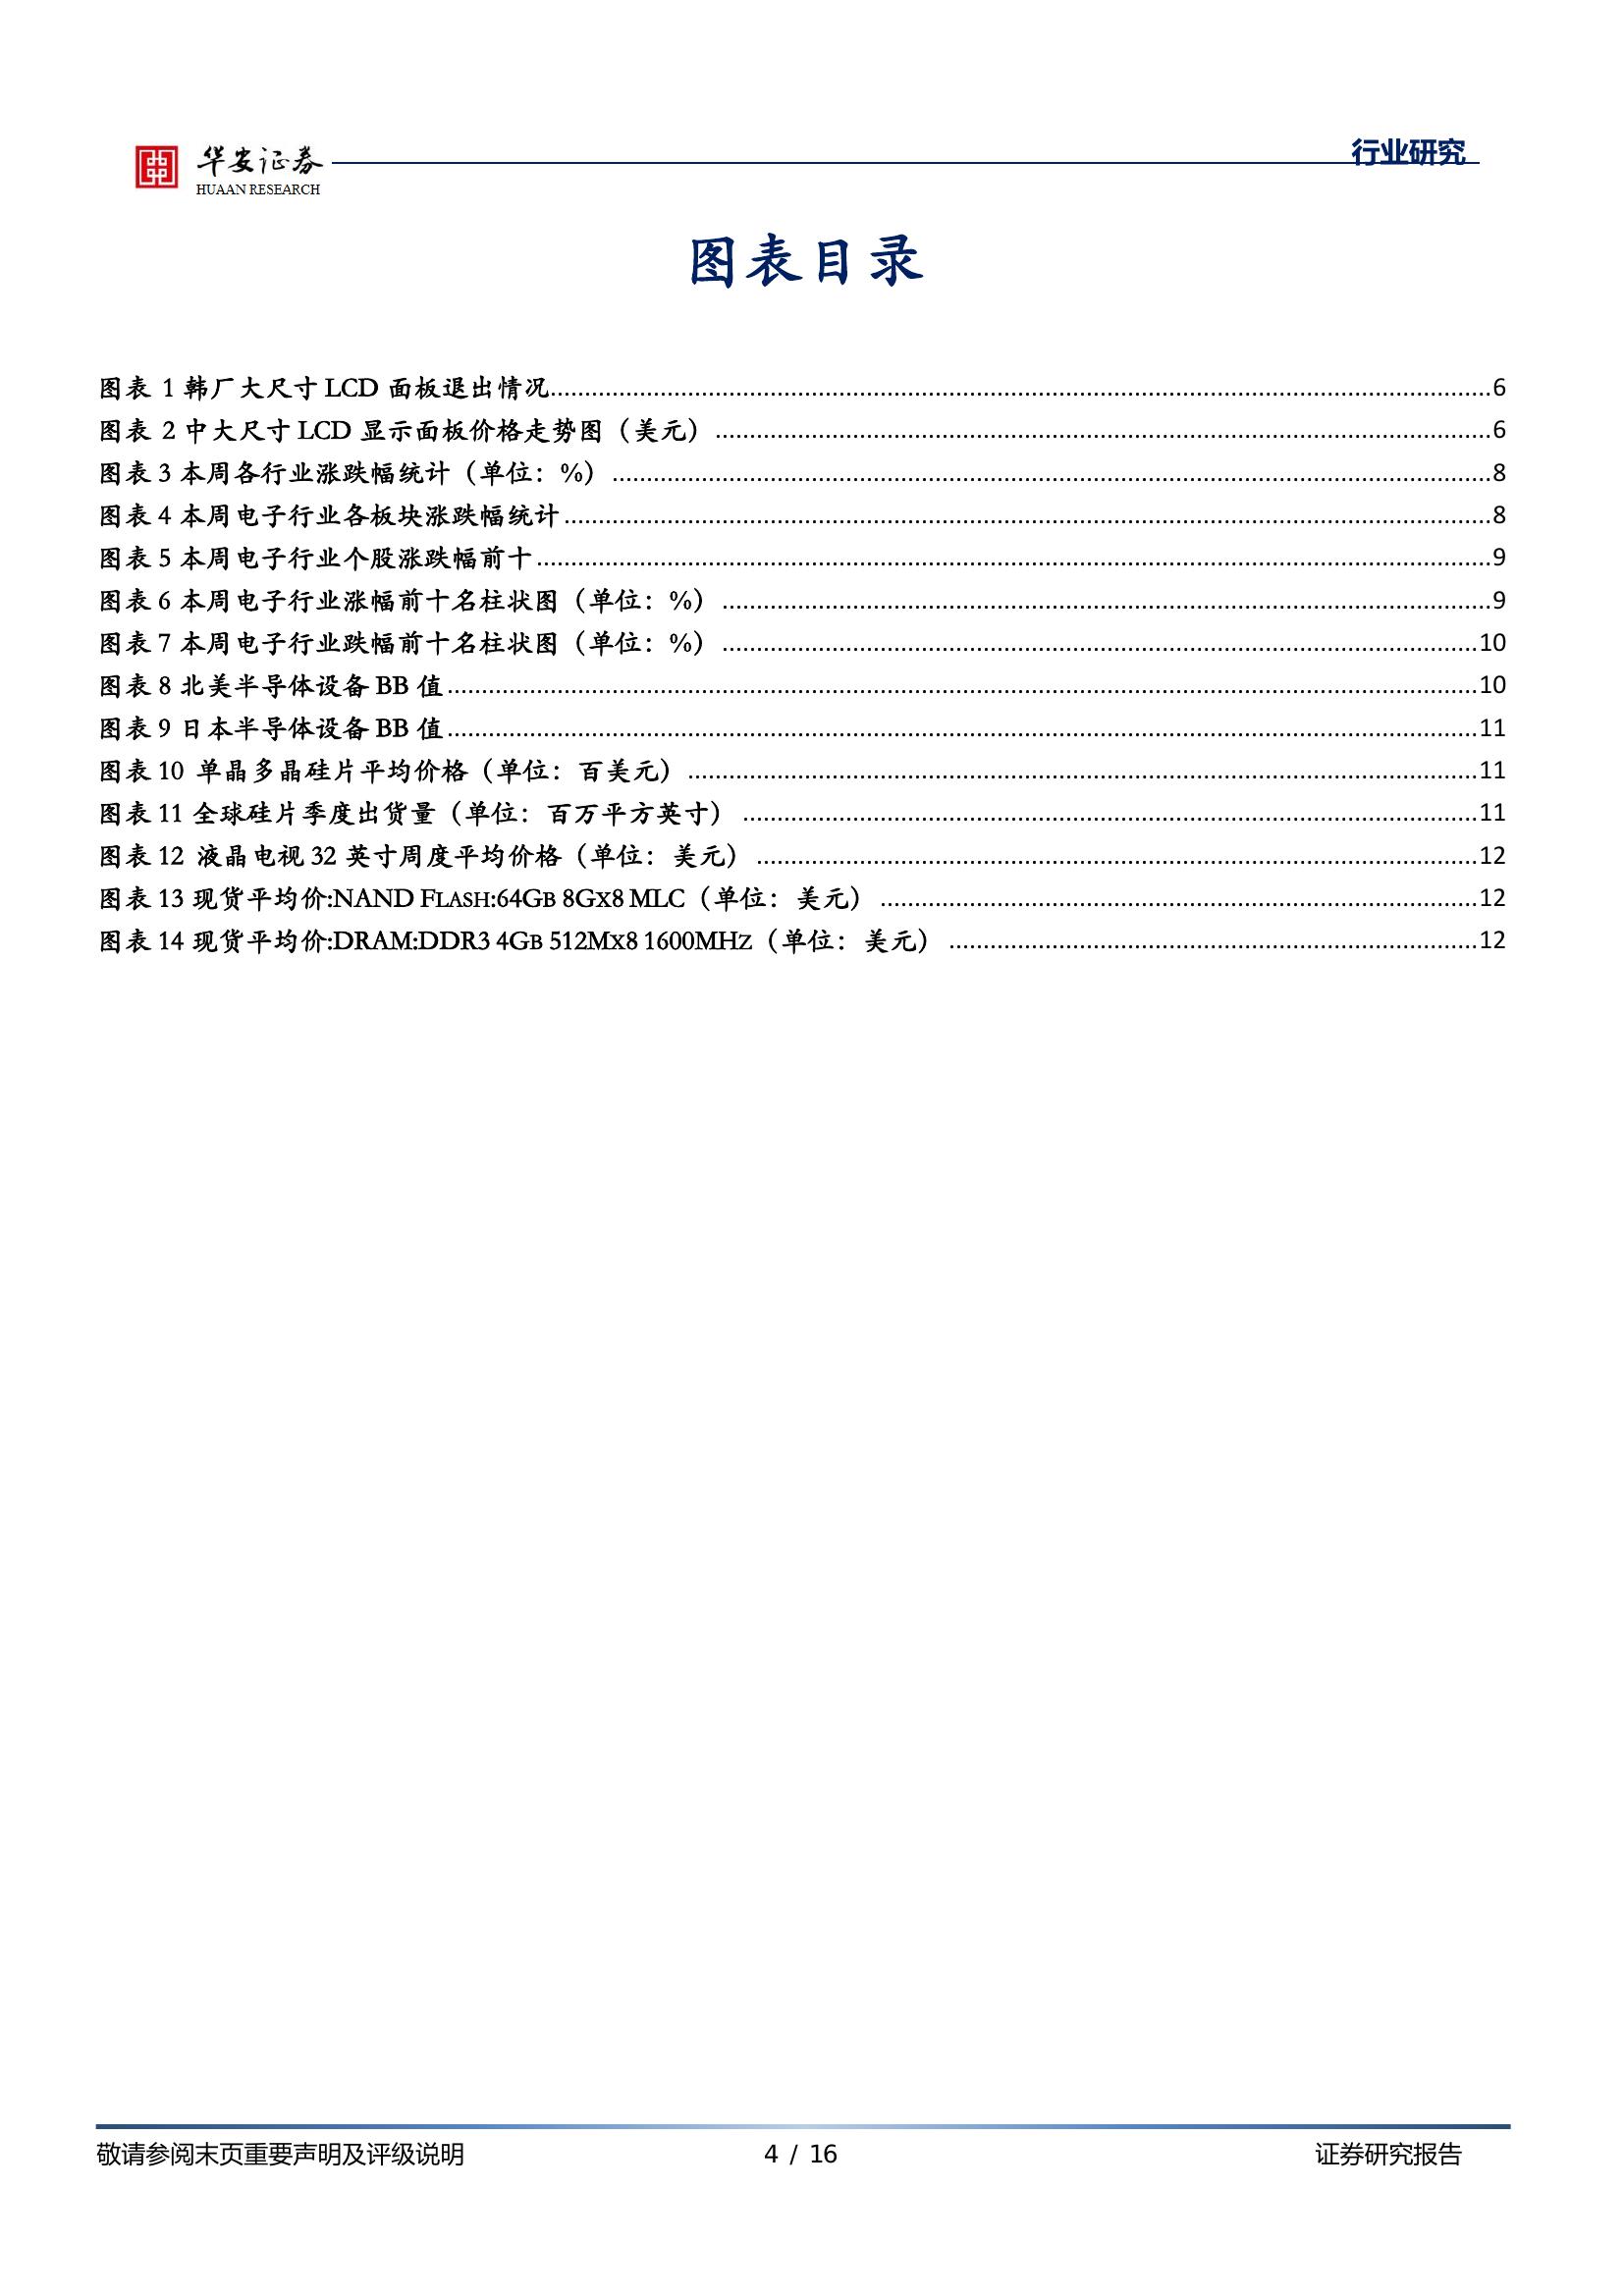 华安证券
HUAAN RESEARCH
行业研究
图表目录
图表 1 韩厂大尺寸 LCD 面板退出情况....................6
图表 2 中大尺寸 LCD 显示面板价格走势图（美元）....................6
图表 3 本周各行业涨跌幅统计（单位：%）....................8
图表 4 本周电子行业各板块涨跌幅统计....................8
图表 5 本周电子行业个股涨跌幅前十....................9
图表 6 本周电子行业涨幅前十名柱状图（单位：%）....................9
图表 7 本周电子行业跌幅前十名柱状图（单位：%）....................10
图表 8 北美半导体设备 BB 值....................10
图表 9 日本半导体设备 BB 值....................11
图表 10 单晶多晶硅片平均价格（单位：百美元）....................11
图表 11 全球硅片季度出货量（单位：百万平方英寸）....................11
图表 12 液晶电视 32 英寸周度平均价格（单位：美元）....................12
图表 13 现货平均价:NAND FLASH:64GB 8GX8 MLC（单位：美元）....................12
图表 14 现货平均价:DRAM:DDR3 4GB 512MX8 1600MHZ（单位：美元）....................12
敬请参阅末页重要声明及评级说明
4 / 16
证券研究报告